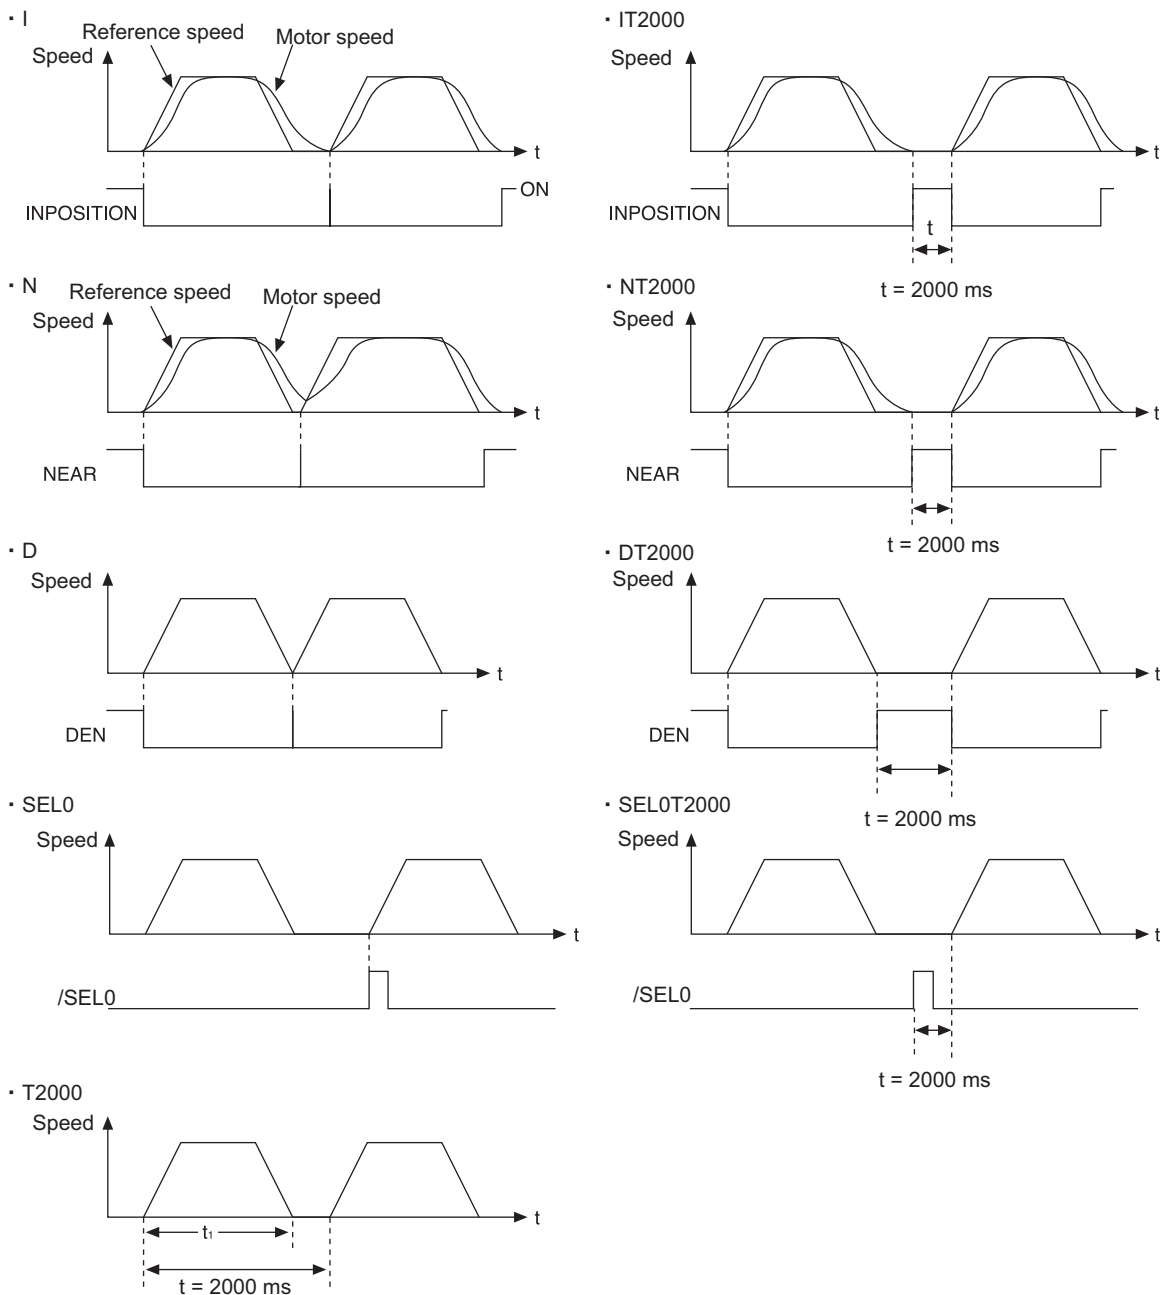 · I
Reference speed
Motor speed
Speed
t
INPOSITION
ON
· IT2000
Speed
t
INPOSITION
t
t = 2000 ms
· N
Reference speed
Motor speed
Speed
t
NEAR
· NT2000
Speed
t
NEAR
t = 2000 ms
· D
Speed
t
DEN
· DT2000
Speed
t
DEN
t = 2000 ms
· SEL0
Speed
t
/SEL0
· SEL0T2000
Speed
t
/SEL0
t = 2000 ms
· T2000
Speed
t
t₁
t = 2000 ms